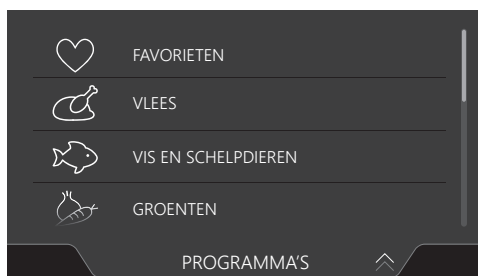 FAVORIETEN
VLEES
VIS EN SCHELPDIEREN
GROENTEN
PROGRAMMA'S